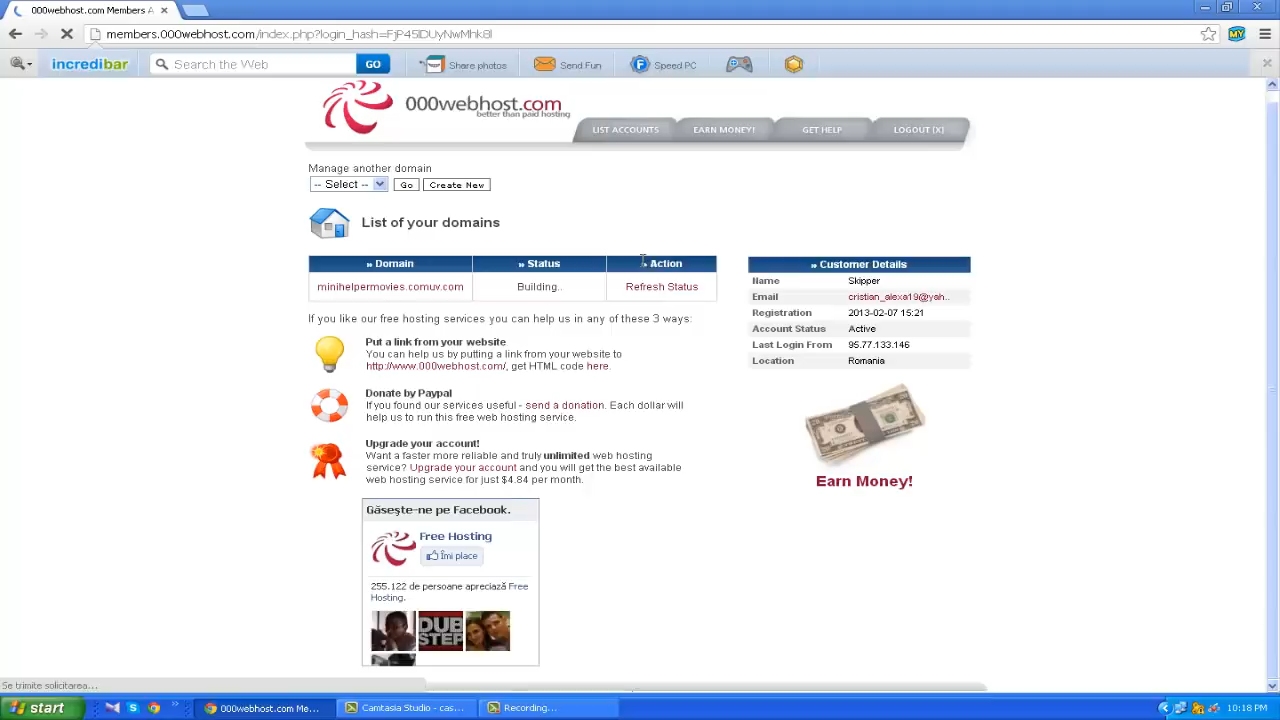 000webhost.com Members A
members.000webhost.com/index.php?login_hash=FjP45lDUyNwMhk8l
incredibar
Search the Web
GO
Share photos
Send Fun
Speed PC
MY
000webhost.com
better than paid hosting
LIST ACCOUNTS
EARN MONEY!
GET HELP
LOGOUT [X]
Manage another domain
-- Select --
Go
Create New
List of your domains
» Domain
» Status
» Action
minihelpermovies.comuv.com
Building..
Refresh Status
» Customer Details
Name Skipper
Email cristian_alexa19@yah..
Registration 2013-02-07 15:21
Account Status Active
Last Login From 95.77.133.146
Location Romania
If you like our free hosting services you can help us in any of these 3 ways:
Put a link from your website
You can help us by putting a link from your website to
http://www.000webhost.com/, get HTML code here.
Donate by Paypal
If you found our services useful - send a donation. Each dollar will
help us to run this free web hosting service.
Upgrade your account!
Want a faster more reliable and truly unlimited web hosting
service? Upgrade your account and you will get the best available
web hosting service for just $4.84 per month.
Earn Money!
Găseşte-ne pe Facebook.
Free Hosting
Îmi place
255.122 de persoane apreciază Free
Hosting.
DUB
STEP
Se trimite solicitarea...
start
000webhost.com Me...
Camtasia Studio - cas...
Recording...
10:18 PM